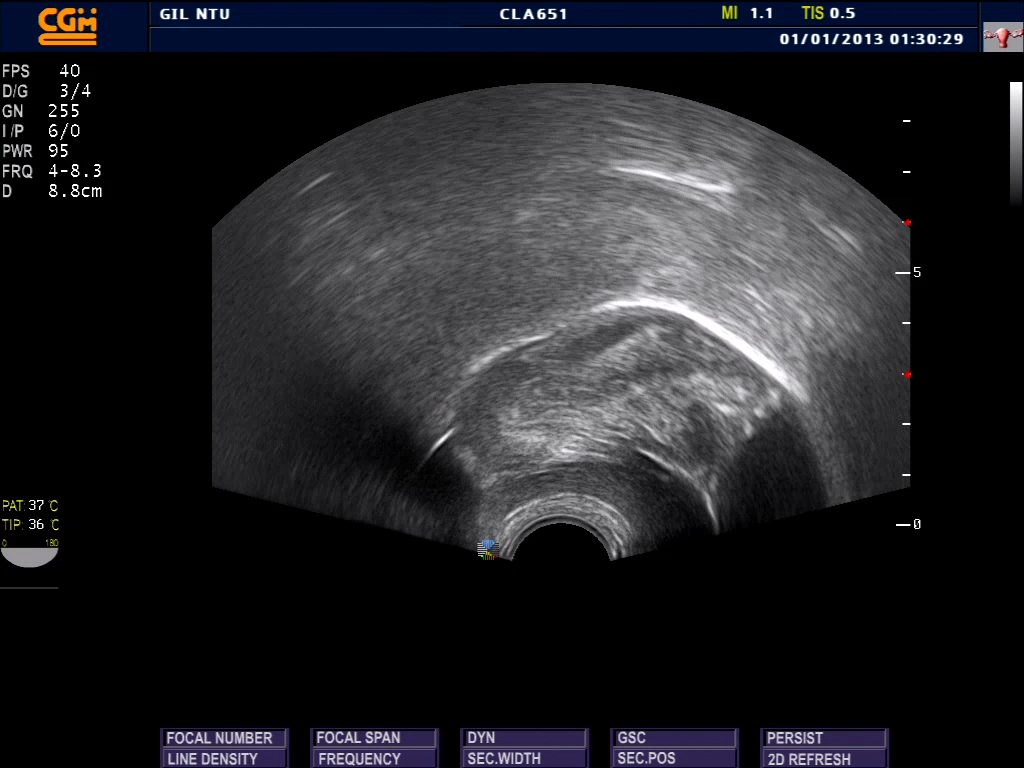 CGM
GIL NTU CLA651 MI 1.1 TIS 0.5
01/01/2013 01:30:29
FPS 40
D/G 3/4
GN 255
I/P 6/0
PWR 95
FRQ 4-8.3
D 8.8cm
5
PAT: 37 °C
TIP: 36 °C
0 180
0
FOCAL NUMBER FOCAL SPAN DYN GSC PERSIST
LINE DENSITY FREQUENCY SEC.WIDTH SEC.POS 2D REFRESH